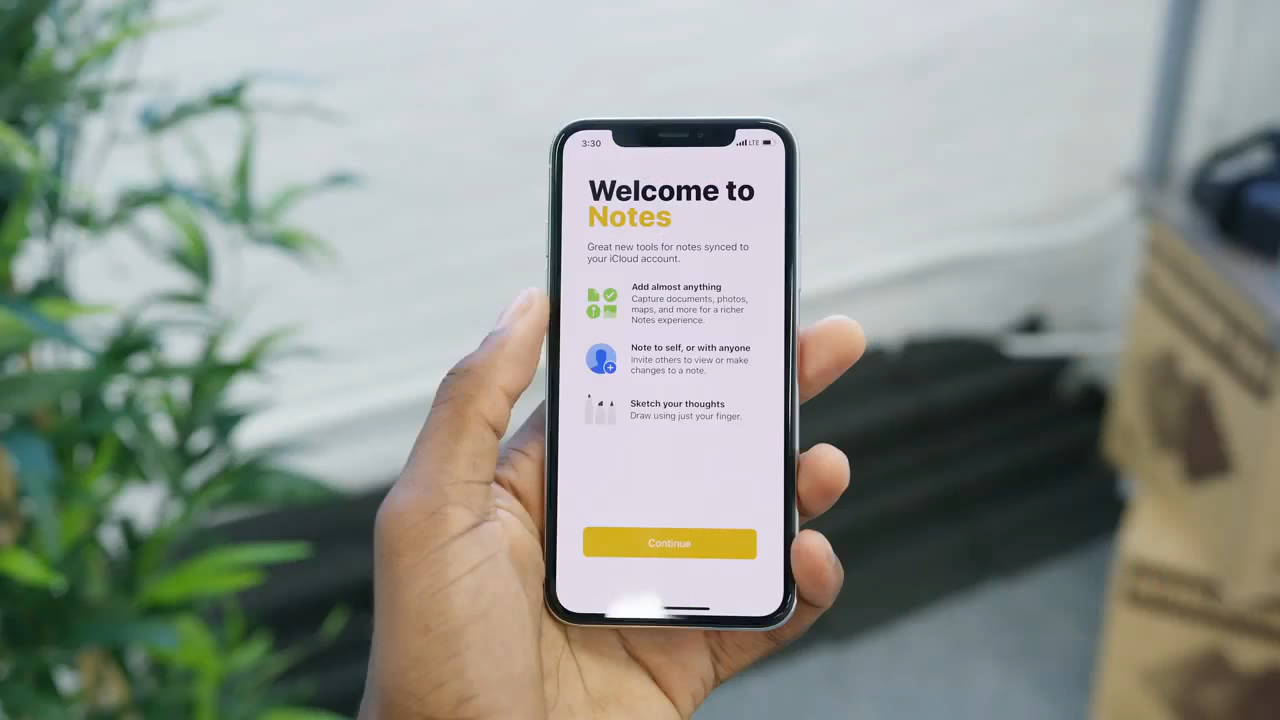 3:30
LTE
Welcome to
Notes
Great new tools for notes synced to
your iCloud account.
Add almost anything
Capture documents, photos,
maps, and more for a richer
Notes experience.
Note to self, or with anyone
Invite others to view or make
changes to a note.
Sketch your thoughts
Draw using just your finger.
Continue